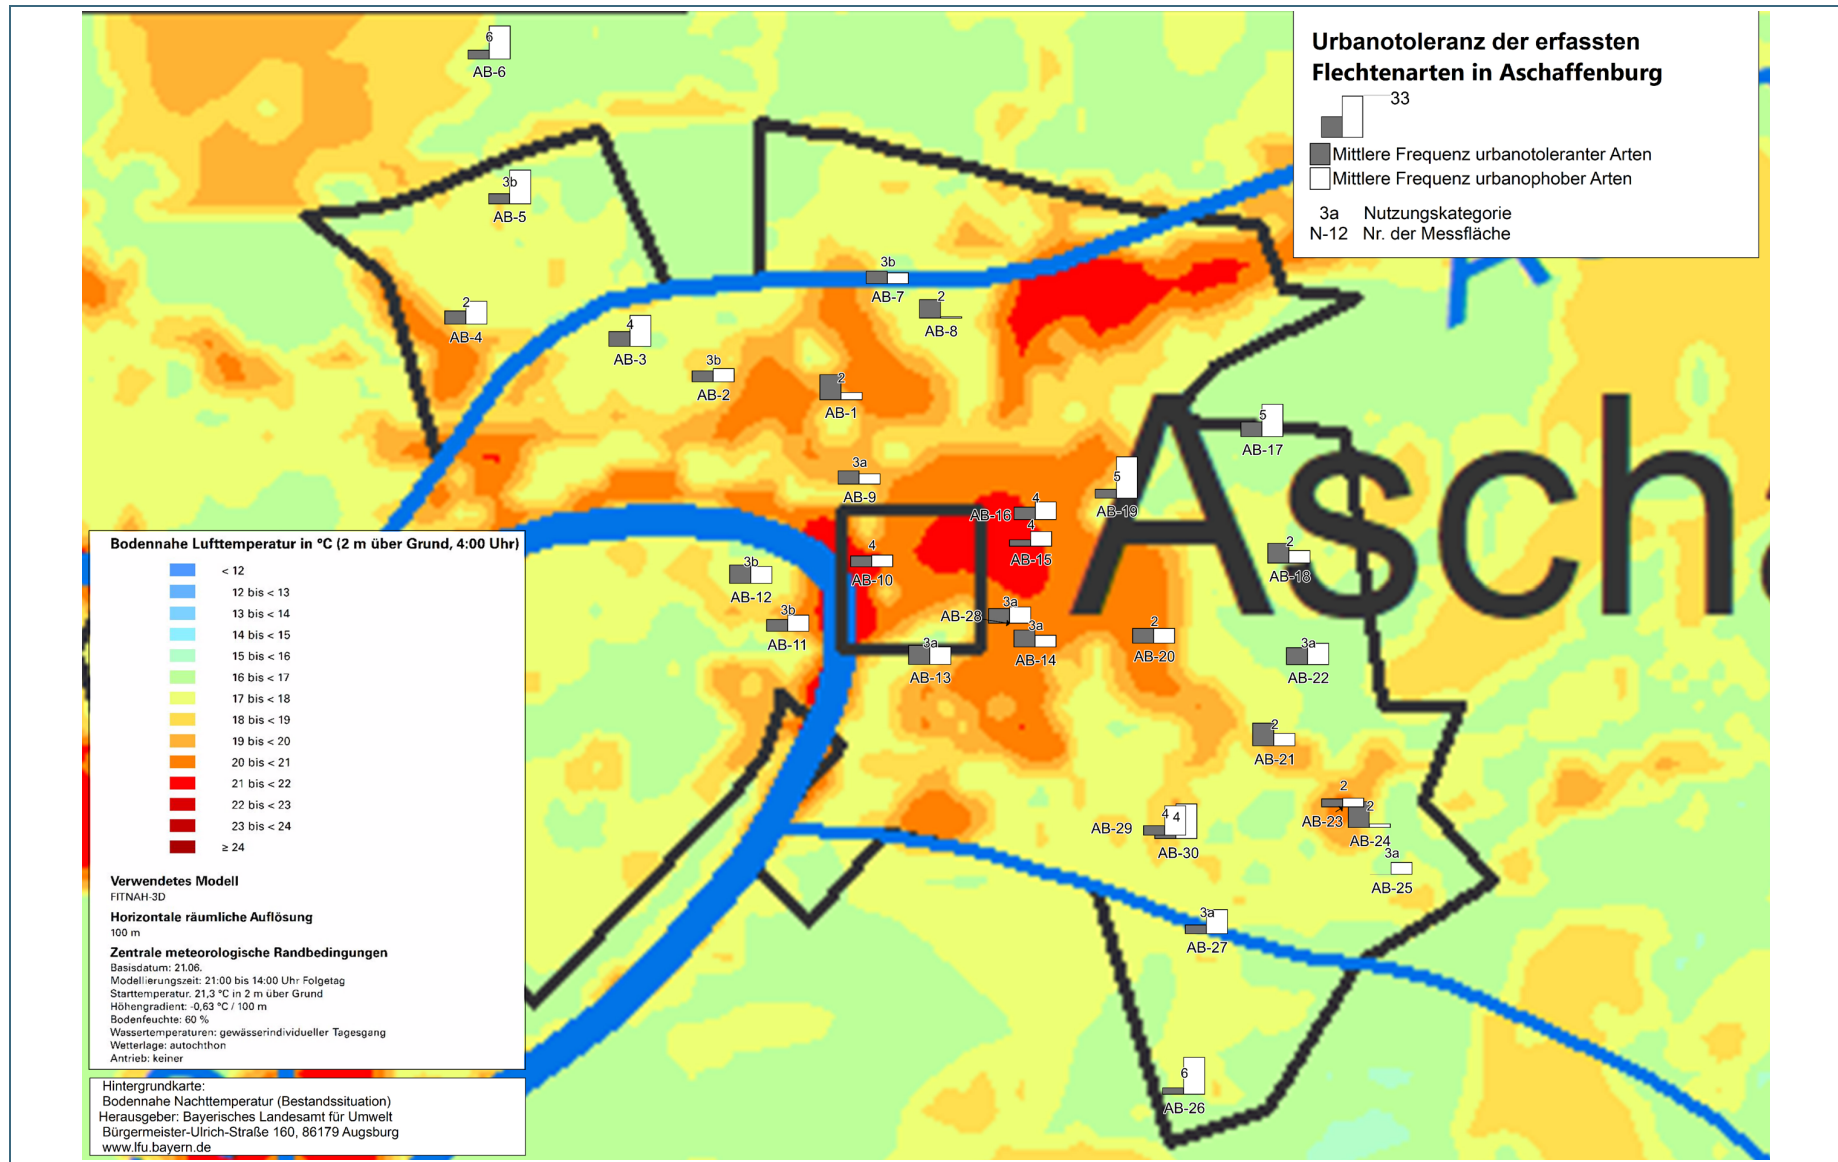 Urbanotoleranz der erfassten
Flechtenarten in Aschaffenburg
33
Mittlere Frequenz urbanotoleranter Arten
Mittlere Frequenz urbanophober Arten
3a Nutzungskategorie
N-12 Nr. der Messfläche
6
AB-6
3b
AB-5
2
AB-4
4
AB-3
3b
AB-2
2
AB-1
3b
AB-7
2
AB-8
3a
AB-9
4
AB-10
3b
AB-12
3b
AB-11
3a
AB-13
4
AB-16
4
AB-15
3a
AB-28
3a
AB-14
5
AB-19
5
AB-17
2
AB-18
2
AB-20
3a
AB-22
2
AB-21
2
AB-23
2
AB-24
3a
AB-25
4
AB-29
4
AB-30
3a
AB-27
6
AB-26
Asch
Bodennahe Lufttemperatur in °C (2 m über Grund, 4:00 Uhr)
< 12
12 bis < 13
13 bis < 14
14 bis < 15
15 bis < 16
16 bis < 17
17 bis < 18
18 bis < 19
19 bis < 20
20 bis < 21
21 bis < 22
22 bis < 23
23 bis < 24
≥ 24
Verwendetes Modell
FITNAH-3D
Horizontale räumliche Auflösung
100 m
Zentrale meteorologische Randbedingungen
Basisdatum: 21.06.
Modellierungszeit: 21:00 bis 14:00 Uhr Folgetag
Starttemperatur. 21,3 °C in 2 m über Grund
Höhengradient: -0,63 °C / 100 m
Bodenfeuchte: 60 %
Wassertemperaturen: gewässerindividueller Tagesgang
Wetterlage: autochthon
Antrieb: keiner
Hintergrundkarte:
Bodennahe Nachttemperatur (Bestandssituation)
Herausgeber: Bayerisches Landesamt für Umwelt
Bürgermeister-Ulrich-Straße 160, 86179 Augsburg
www.lfu.bayern.de